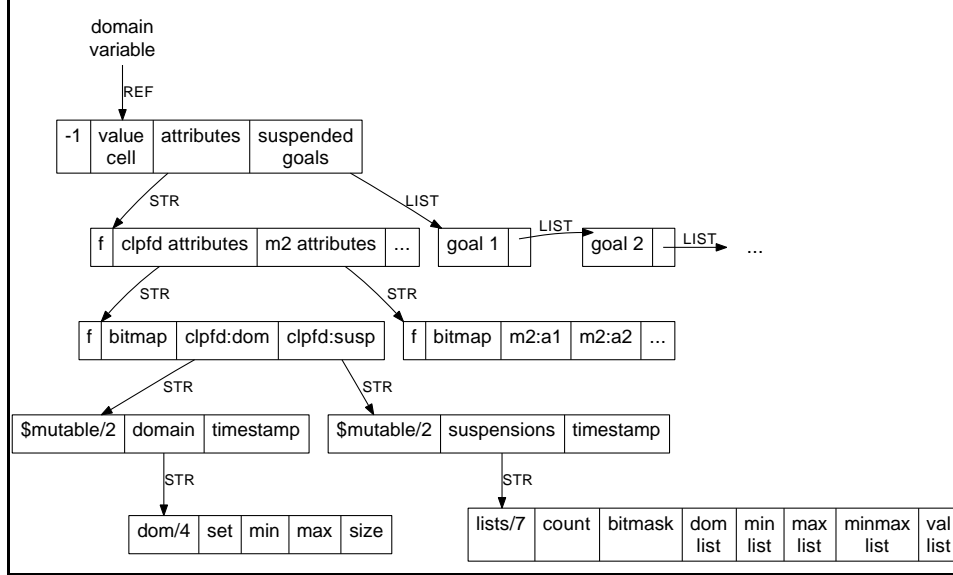 domain
variable
REF
-1 value cell attributes suspended goals
STR LIST
f clpfd attributes m2 attributes ... goal 1 LIST goal 2 LIST ...
STR STR
f bitmap clpfd:dom clpfd:susp f bitmap m2:a1 m2:a2 ...
STR STR
$mutable/2 domain timestamp $mutable/2 suspensions timestamp
STR STR
dom/4 set min max size
lists/7 count bitmask dom list min list max list minmax list val list